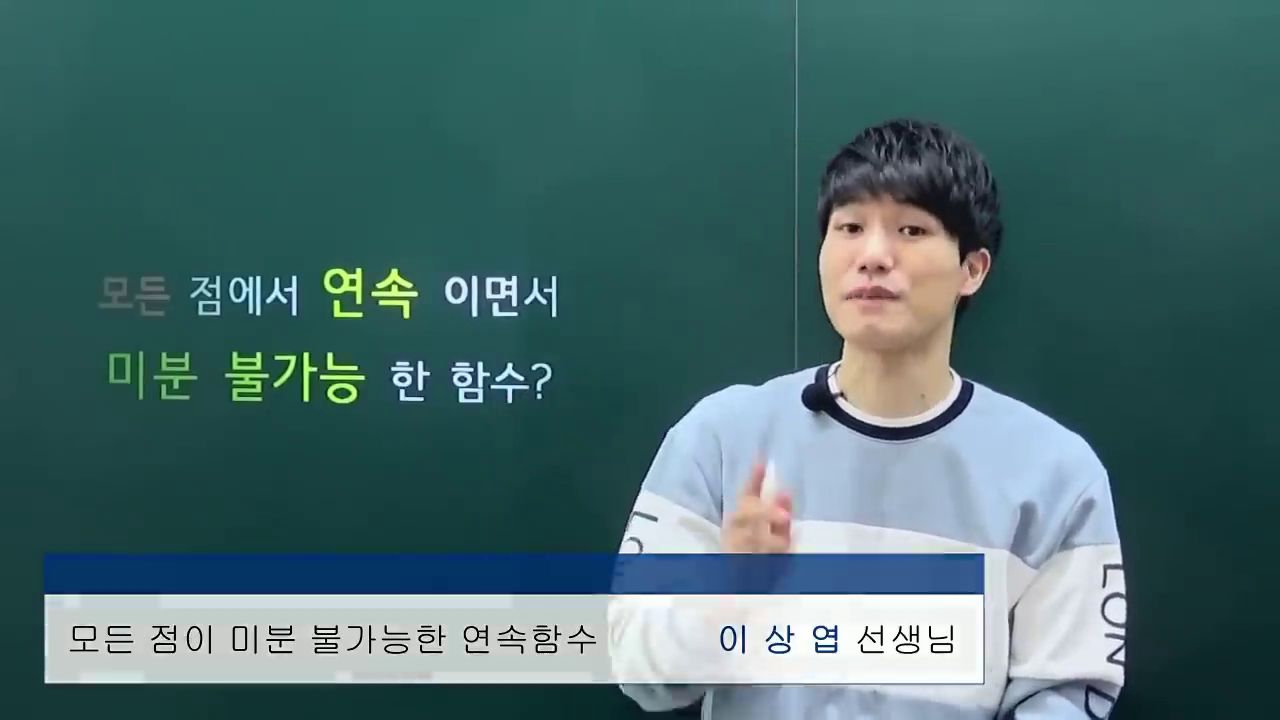 모든 점에서 연속 이면서
미분 불가능 한 함수?
모든 점이 미분 불가능한 연속함수
이 상 엽 선생님
LOND